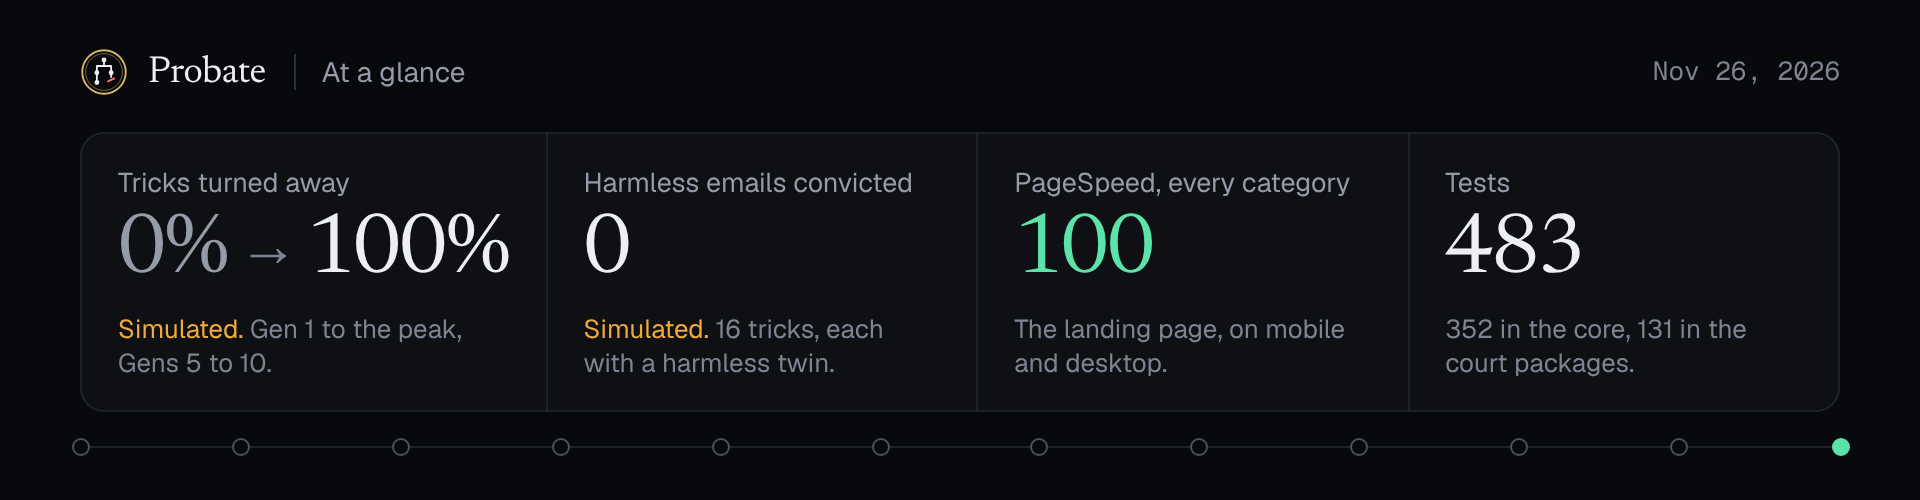 Probate
At a glance
Nov 26, 2026
Tricks turned away
0% → 100%
Simulated. Gen 1 to the peak,
Gens 5 to 10.
Harmless emails convicted
0
Simulated. 16 tricks, each
with a harmless twin.
PageSpeed, every category
100
The landing page, on mobile
and desktop.
Tests
483
352 in the core, 131 in the
court packages.